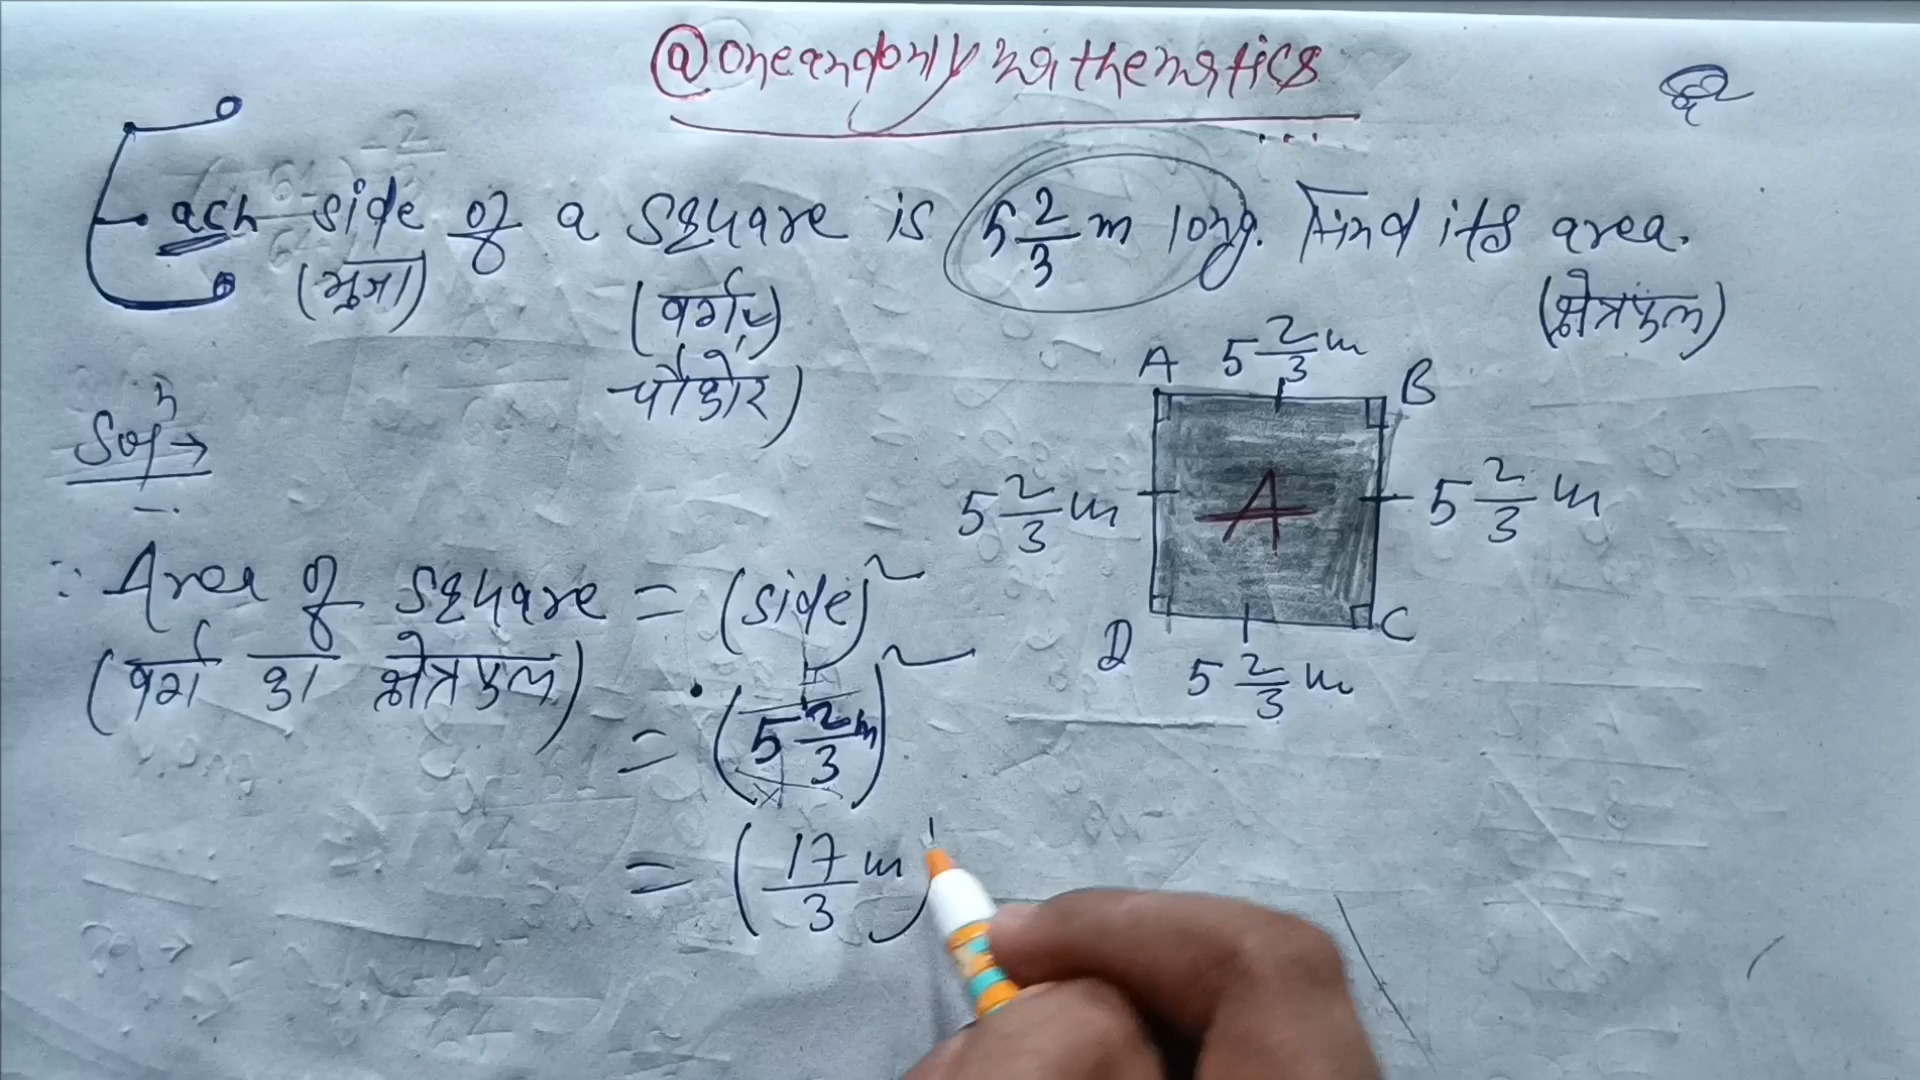 @oneandonlymathematics
Each side of a square is 5 2/3 m long. Find its area.
(भुजा) (वर्ग, चौकोर) (क्षेत्रफल)
Solⁿ→
A 5 2/3 m B
5 2/3 m A 5 2/3 m
D 5 2/3 m C
∵ Area of square = (side)²
(वर्ग का क्षेत्रफल)
= (5 2/3 m)²
= (17/3 m)